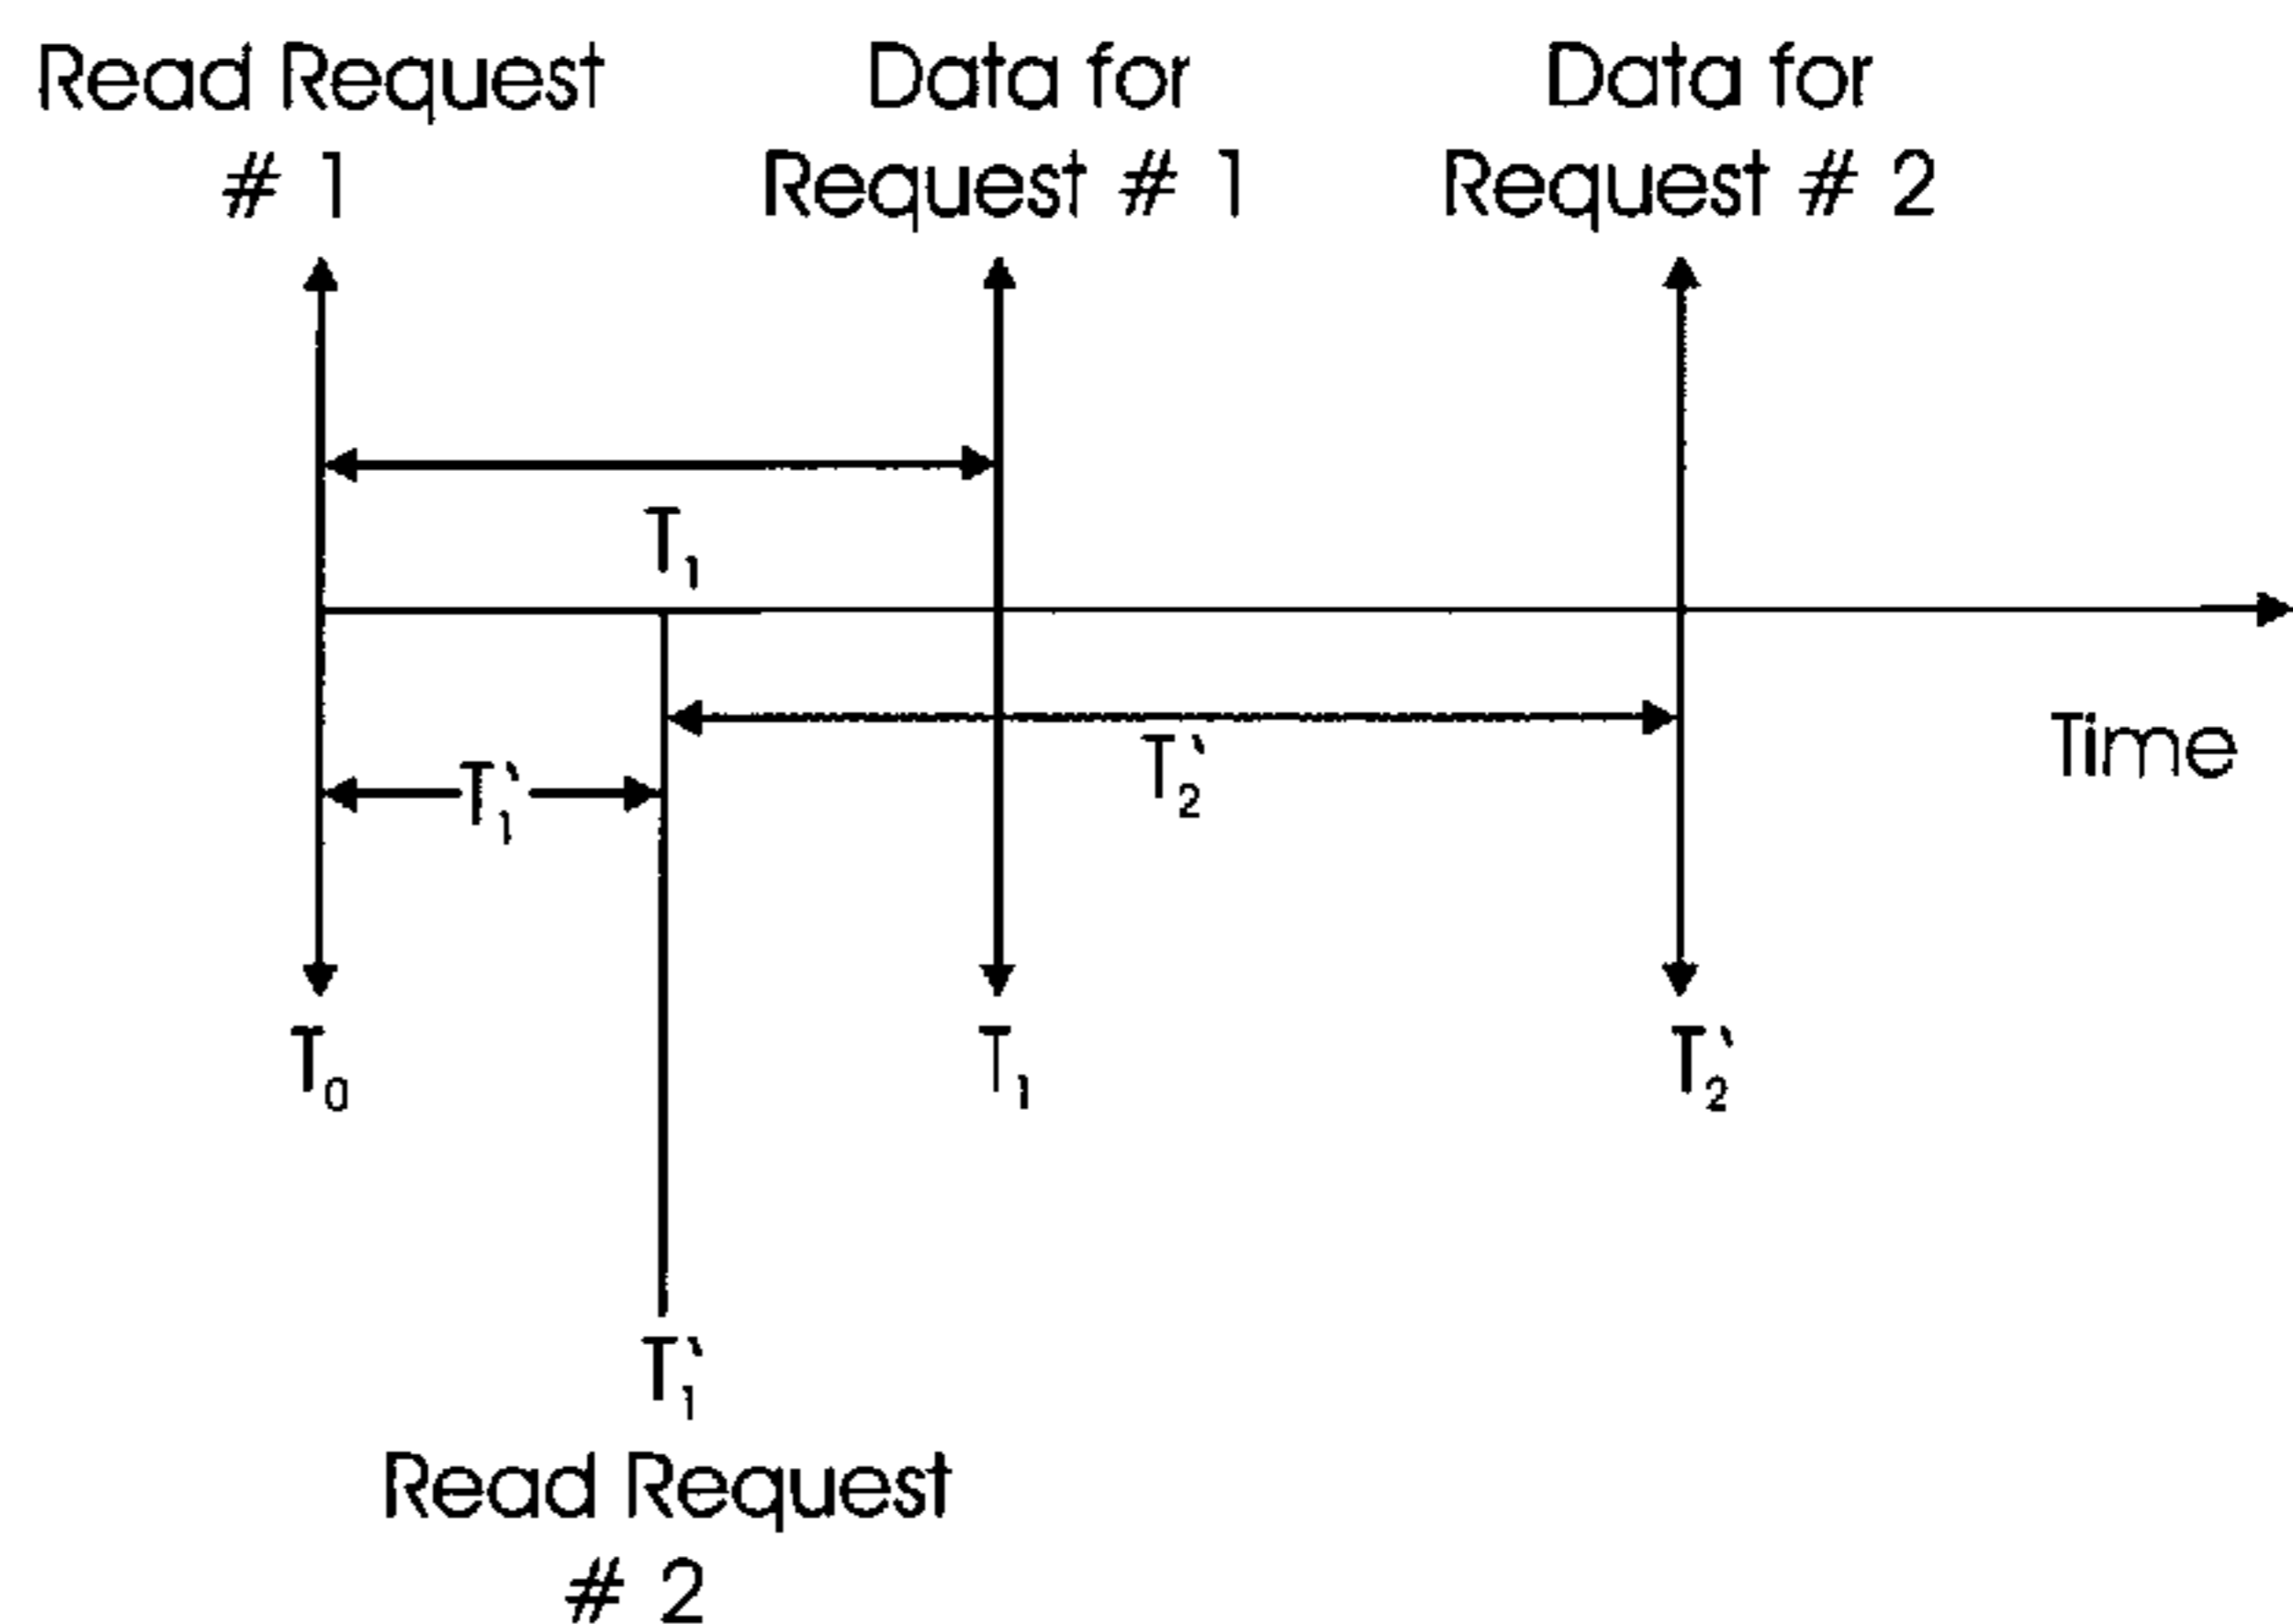 Read Request
# 1
Data for
Request # 1
Data for
Request # 2
T1
T1`
T2`
Time
T0
T1
T2`
T1`
Read Request
# 2